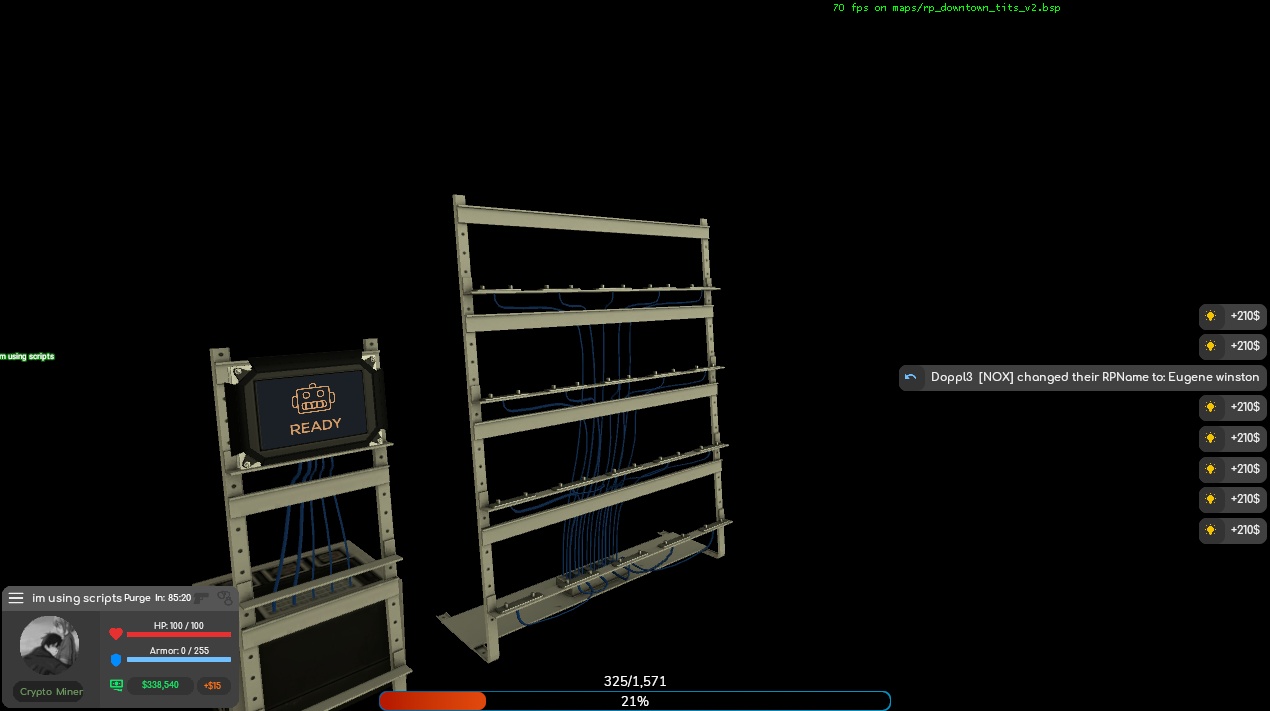 70 fps on maps/rp_downtown_tits_v2.bsp
+210$
+210$
Doppl3 [NOX] changed their RPName to: Eugene winston
+210$
+210$
+210$
+210$
+210$
m using scripts
READY
im using scripts Purge In: 85:20
HP: 100 / 100
Armor: 0 / 255
Crypto Miner
$338,540
+$15
325/1,571
21%